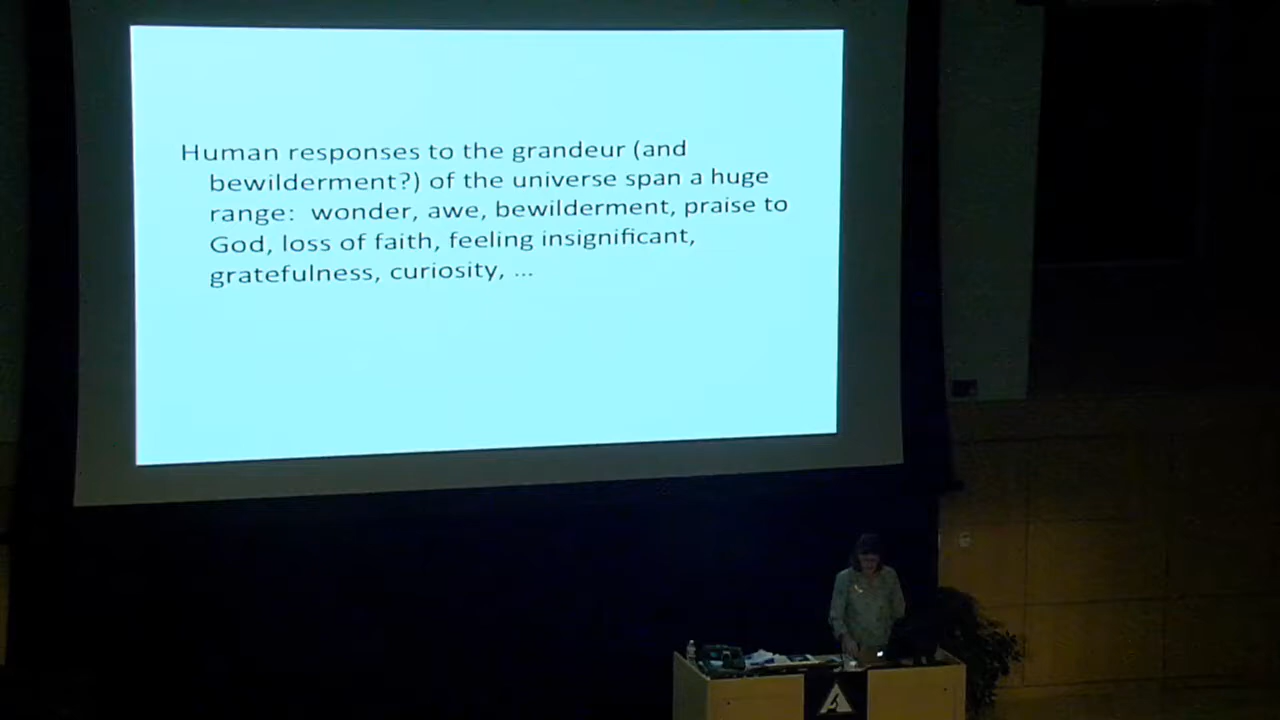 Human responses to the grandeur (and
bewilderment?) of the universe span a huge
range: wonder, awe, bewilderment, praise to
God, loss of faith, feeling insignificant,
gratefulness, curiosity, ...